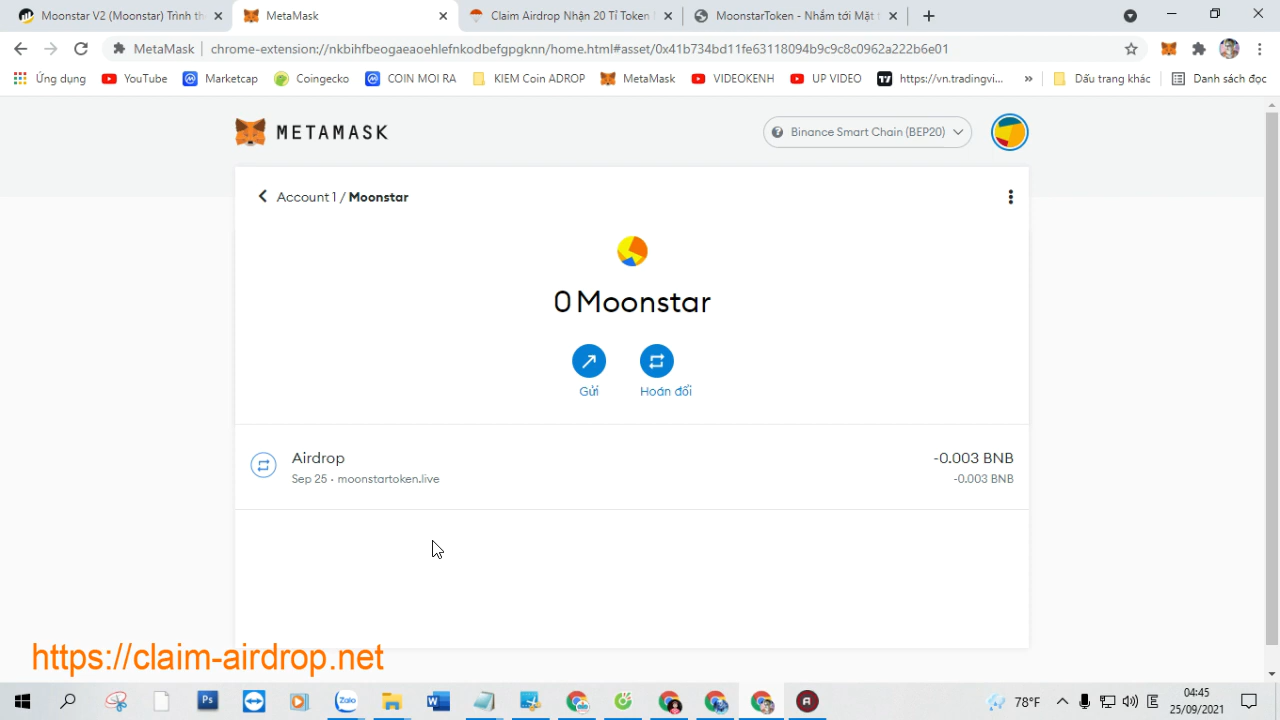 Moonstar V2 (Moonstar) Trình th
MetaMask
Claim Airdrop Nhận 20 Tỉ Token
MoonstarToken - Nhắm tới Mặt t
MetaMask
chrome-extension://nkbihfbeogaeaoehlefnkodbefgpgknn/home.html#asset/0x41b734bd11fe63118094b9c9c8c0962a222b6e01
Ứng dụng
YouTube
Marketcap
Coingecko
COIN MOI RA
KIEM Coin ADROP
MetaMask
VIDEOKENH
UP VIDEO
https://vn.tradingvi...
»
Dấu trang khác
Danh sách đọc
METAMASK
Binance Smart Chain (BEP20)
Account 1 / Moonstar
0 Moonstar
Gửi
Hoán đổi
Airdrop
-0.003 BNB
Sep 25 · moonstartoken.live
-0.003 BNB
https://claim-airdrop.net
Ps
Zalo
W
A
78°F
E
04:45
25/09/2021